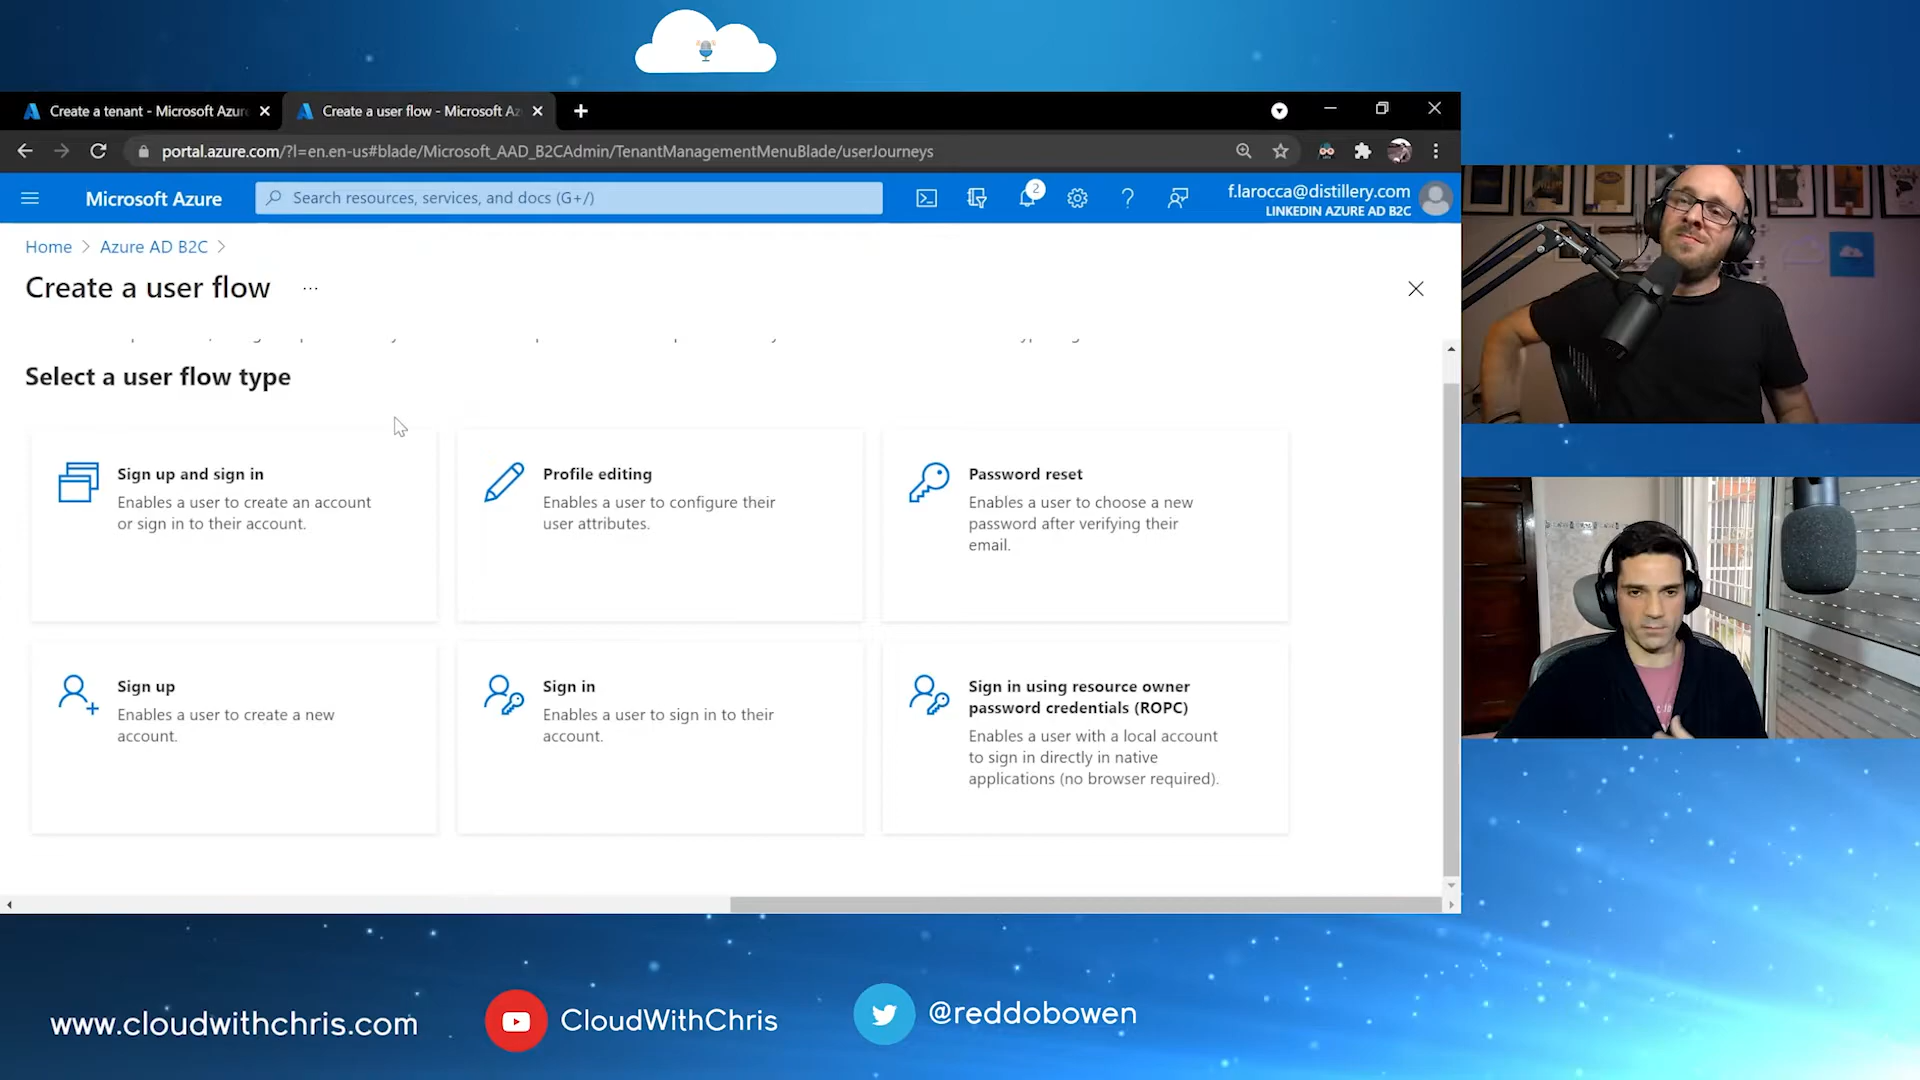 Create a tenant - Microsoft Azur
Create a user flow - Microsoft Az
portal.azure.com/?l=en.en-us#blade/Microsoft_AAD_B2CAdmin/TenantManagementMenuBlade/userJourneys
Microsoft Azure
Search resources, services, and docs (G+/)
2
f.larocca@distillery.com
LINKEDIN AZURE AD B2C
Home > Azure AD B2C >
Create a user flow ...
Select a user flow type
Sign up and sign in
Enables a user to create an account
or sign in to their account.
Profile editing
Enables a user to configure their
user attributes.
Password reset
Enables a user to choose a new
password after verifying their
email.
Sign up
Enables a user to create a new
account.
Sign in
Enables a user to sign in to their
account.
Sign in using resource owner
password credentials (ROPC)
Enables a user with a local account
to sign in directly in native
applications (no browser required).
www.cloudwithchris.com
CloudWithChris
@reddobowen